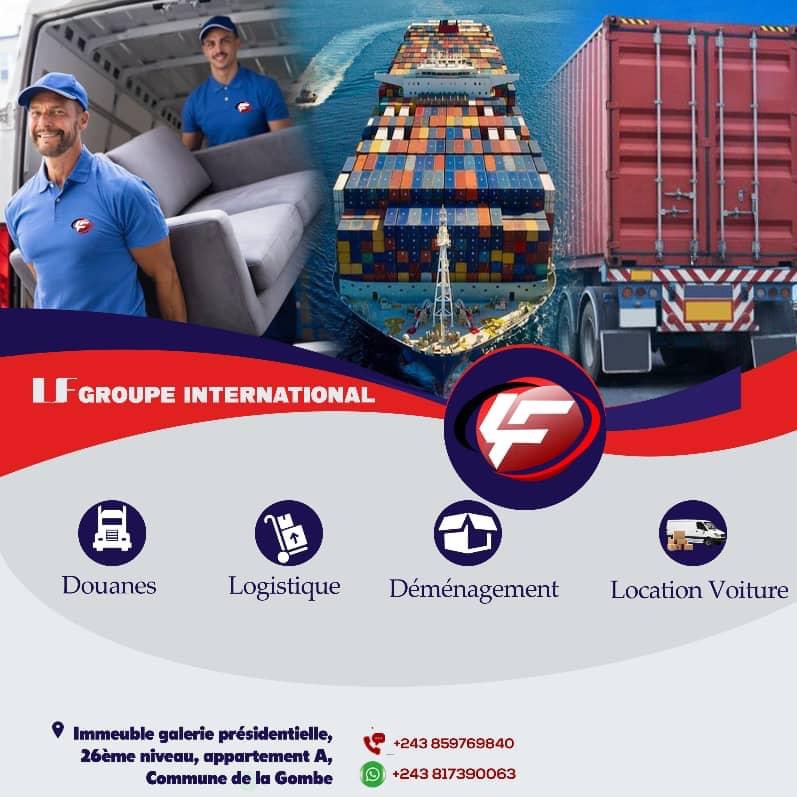 LF GROUPE INTERNATIONAL
LF
Douanes
Logistique
Déménagement
Location Voiture
Immeuble galerie présidentielle,
26ème niveau, appartement A,
Commune de la Gombe
+243 859769840
+243 817390063